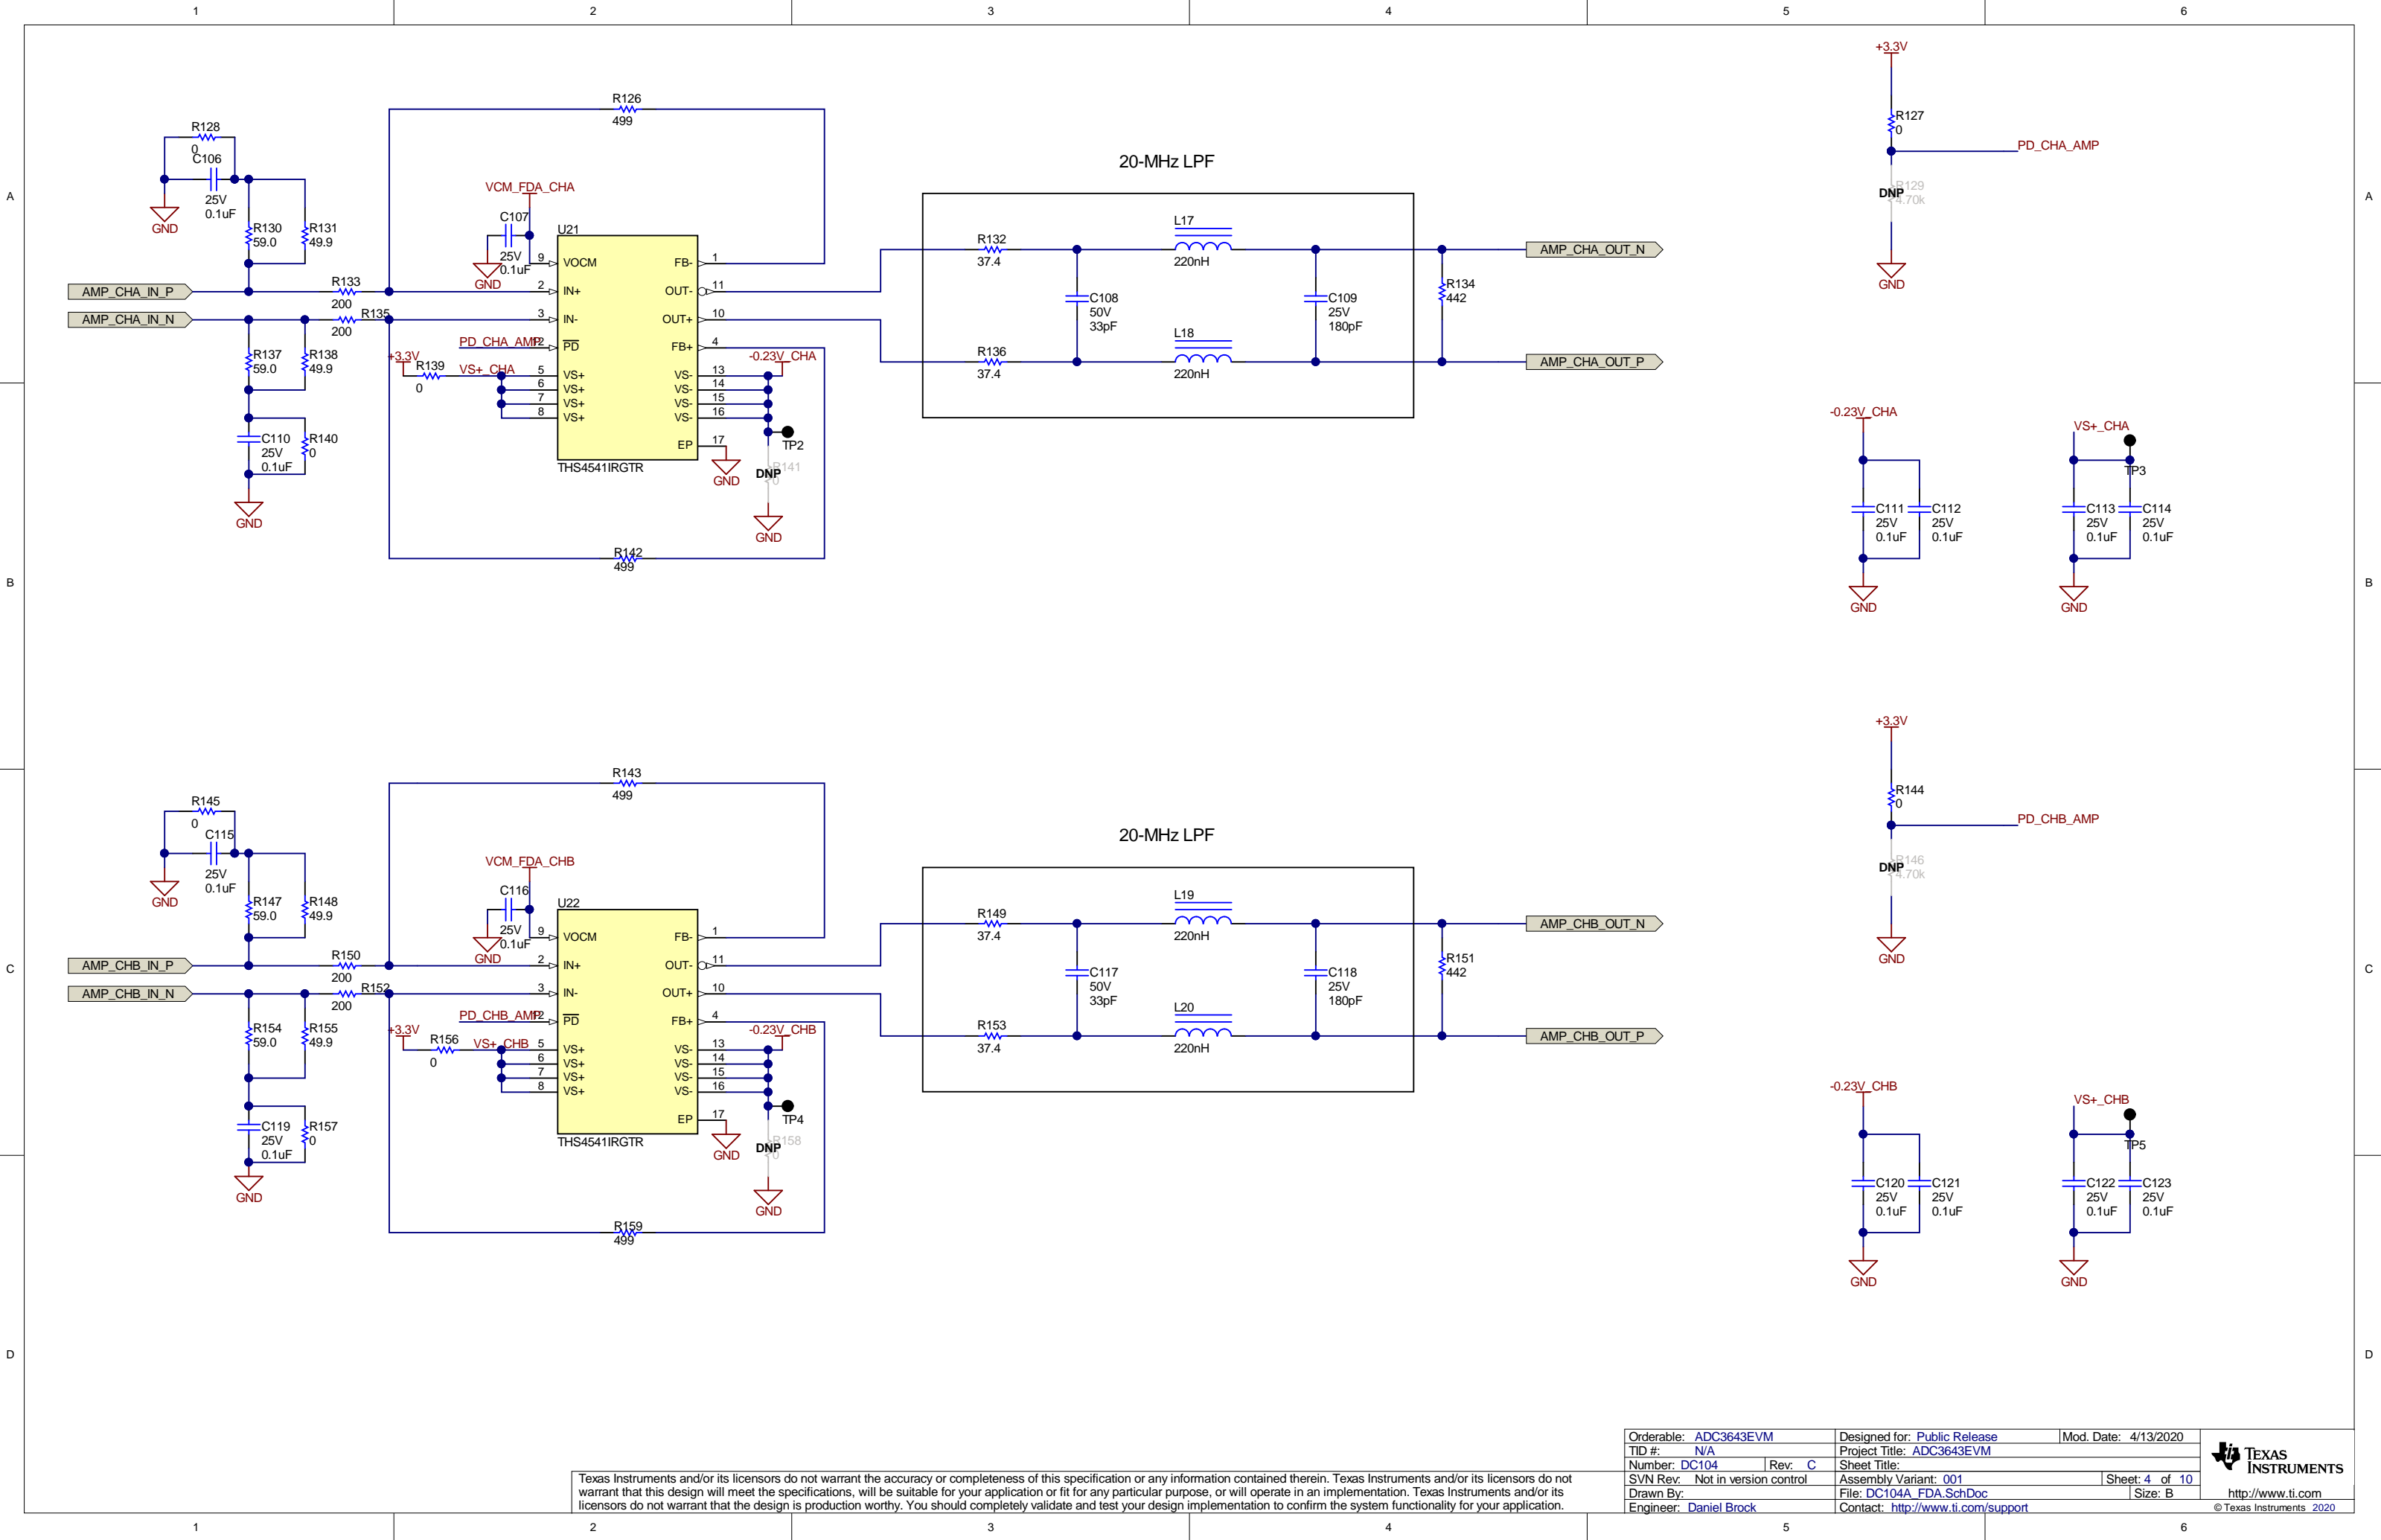 1
2
3
4
5
6
A
A
B
B
C
C
D
D
R128
0
C106
25V
0.1uF
GND
R130
59.0
R131
49.9
AMP_CHA_IN_P
AMP_CHA_IN_N
R133
200
R135
200
R137
59.0
R138
49.9
C110
25V
0.1uF
R140
0
GND
R126
499
VCM_FDA_CHA
C107
25V
0.1uF
GND
U21
9 VOCM
2 IN+
3 IN-
PD_CHA_AMP
12 PD
+3.3V
R139
0
VS+_CHA
5 VS+
6 VS+
7 VS+
8 VS+
FB- 1
OUT- 11
OUT+ 10
FB+ 4
VS- 13
VS- 14
VS- 15
VS- 16
EP 17
THS4541IRGTR
-0.23V_CHA
TP2
GND
R141
DNP
0
GND
R142
499
20-MHz LPF
R132
37.4
L17
220nH
C108
50V
33pF
C109
25V
180pF
L18
220nH
R136
37.4
R134
442
AMP_CHA_OUT_N
AMP_CHA_OUT_P
+3.3V
R127
0
PD_CHA_AMP
R129
DNP
4.70k
GND
-0.23V_CHA
C111
25V
0.1uF
C112
25V
0.1uF
GND
VS+_CHA
TP3
C113
25V
0.1uF
C114
25V
0.1uF
GND
R145
0
C115
25V
0.1uF
GND
R147
59.0
R148
49.9
AMP_CHB_IN_P
AMP_CHB_IN_N
R150
200
R152
200
R154
59.0
R155
49.9
C119
25V
0.1uF
R157
0
GND
R143
499
VCM_FDA_CHB
C116
25V
0.1uF
GND
U22
9 VOCM
2 IN+
3 IN-
PD_CHB_AMP
12 PD
+3.3V
R156
0
VS+_CHB
5 VS+
6 VS+
7 VS+
8 VS+
FB- 1
OUT- 11
OUT+ 10
FB+ 4
VS- 13
VS- 14
VS- 15
VS- 16
EP 17
THS4541IRGTR
-0.23V_CHB
TP4
GND
R158
DNP
0
GND
R159
499
20-MHz LPF
R149
37.4
L19
220nH
C117
50V
33pF
C118
25V
180pF
L20
220nH
R153
37.4
R151
442
AMP_CHB_OUT_N
AMP_CHB_OUT_P
+3.3V
R144
0
PD_CHB_AMP
R146
DNP
4.70k
GND
-0.23V_CHB
C120
25V
0.1uF
C121
25V
0.1uF
GND
VS+_CHB
TP5
C122
25V
0.1uF
C123
25V
0.1uF
GND
Texas Instruments and/or its licensors do not warrant the accuracy or completeness of this specification or any information contained therein. Texas Instruments and/or its licensors do not
warrant that this design will meet the specifications, will be suitable for your application or fit for any particular purpose, or will operate in an implementation. Texas Instruments and/or its
licensors do not warrant that the design is production worthy. You should completely validate and test your design implementation to confirm the system functionality for your application.
Orderable: ADC3643EVM
Designed for: Public Release
Mod. Date: 4/13/2020
TID #: N/A
Project Title: ADC3643EVM
Number: DC104
Rev: C
Sheet Title:
SVN Rev: Not in version control
Assembly Variant: 001
Sheet: 4 of 10
Drawn By:
File: DC104A_FDA.SchDoc
Size: B
Engineer: Daniel Brock
Contact: http://www.ti.com/support
TEXAS
INSTRUMENTS
http://www.ti.com
© Texas Instruments 2020
1
2
3
4
5
6